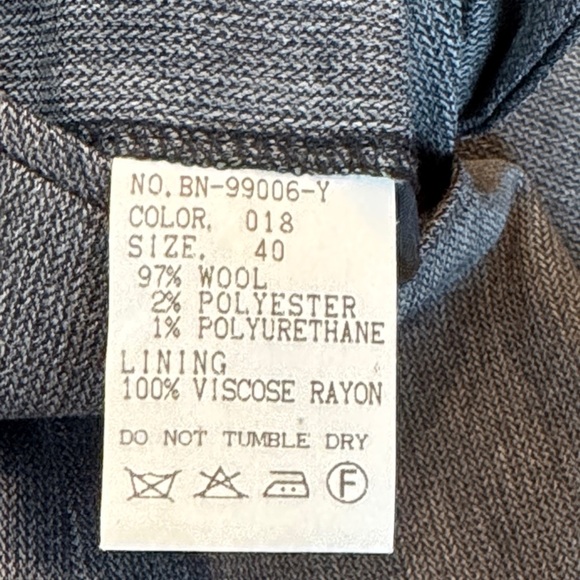 NO. BN-99006-Y
COLOR. 018
SIZE. 40
97% WOOL
2% POLYESTER
1% POLYURETHANE
LINING
100% VISCOSE RAYON
DO NOT TUMBLE DRY
F